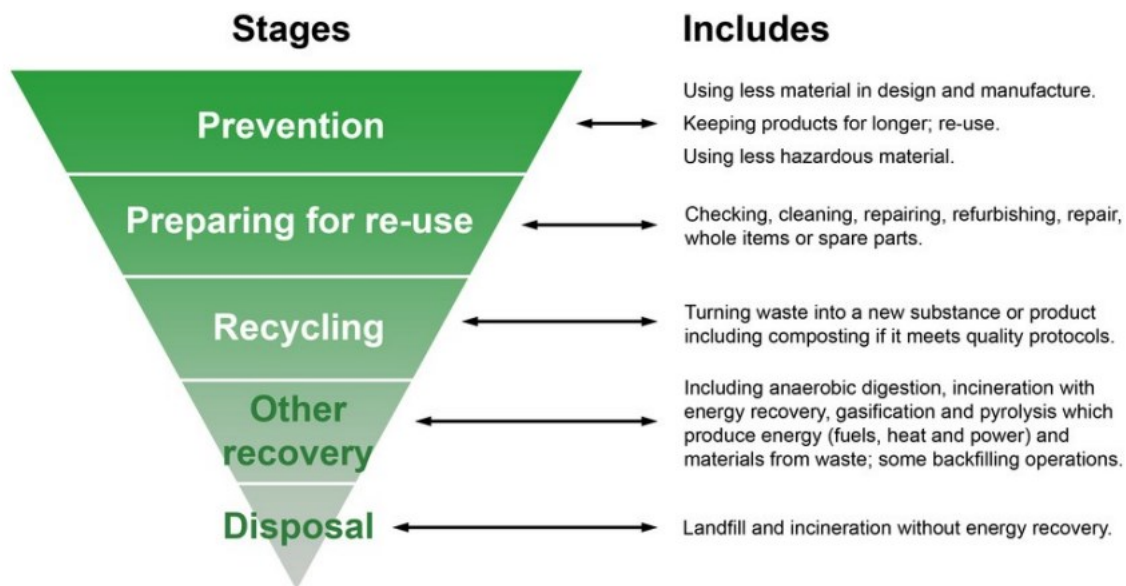 Stages
Includes
Prevention
Using less material in design and manufacture.
Keeping products for longer; re-use.
Using less hazardous material.
Preparing for re-use
Checking, cleaning, repairing, refurbishing, repair,
whole items or spare parts.
Recycling
Turning waste into a new substance or product
including composting if it meets quality protocols.
Other
recovery
Including anaerobic digestion, incineration with
energy recovery, gasification and pyrolysis which
produce energy (fuels, heat and power) and
materials from waste; some backfilling operations.
Disposal
Landfill and incineration without energy recovery.